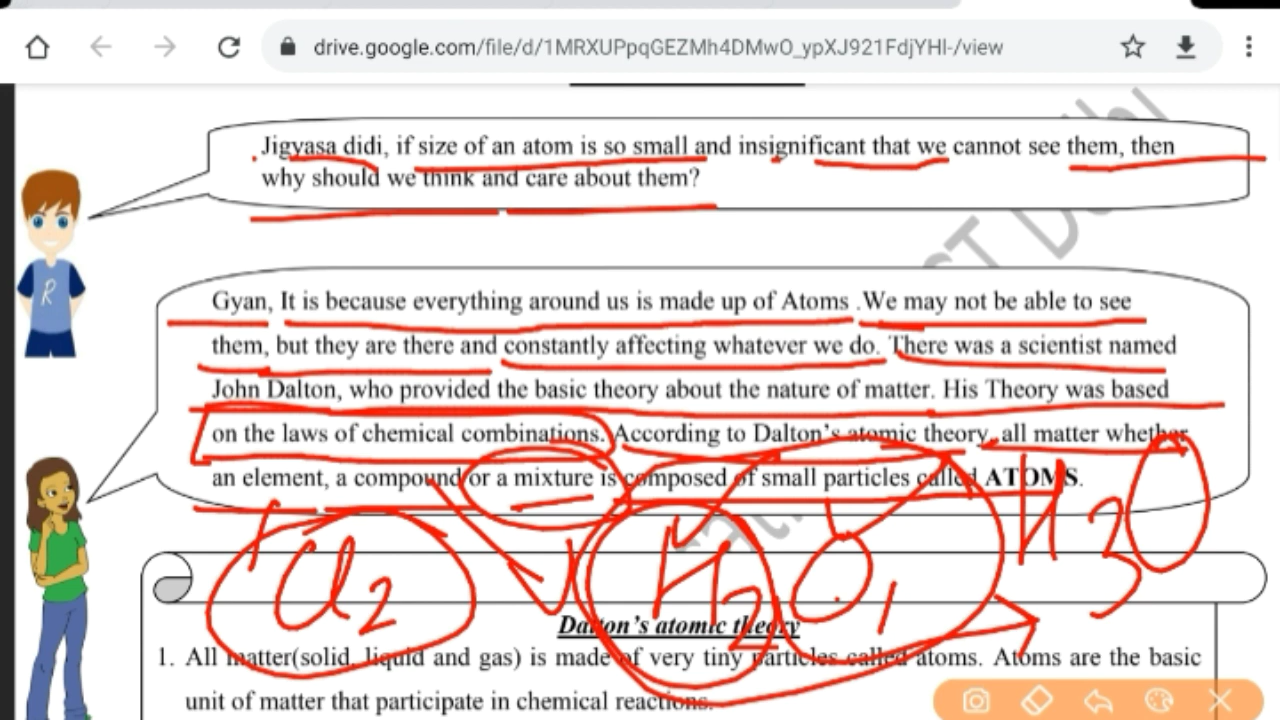 drive.google.com/file/d/1MRXUPpqGEZMh4DMwO_ypXJ921FdjYHl-/view
Jigyasa didi, if size of an atom is so small and insignificant that we cannot see them, then
why should we think and care about them?
Gyan, It is because everything around us is made up of Atoms .We may not be able to see
them, but they are there and constantly affecting whatever we do. There was a scientist named
John Dalton, who provided the basic theory about the nature of matter. His Theory was based
on the laws of chemical combinations. According to Dalton's atomic theory, all matter whether
an element, a compound or a mixture is composed of small particles called ATOMS.
R
Cl2 H2 O1 H3O
Dalton's atomic theory
1. All matter(solid, liquid and gas) is made of very tiny particles called atoms. Atoms are the basic
unit of matter that participate in chemical reactions.